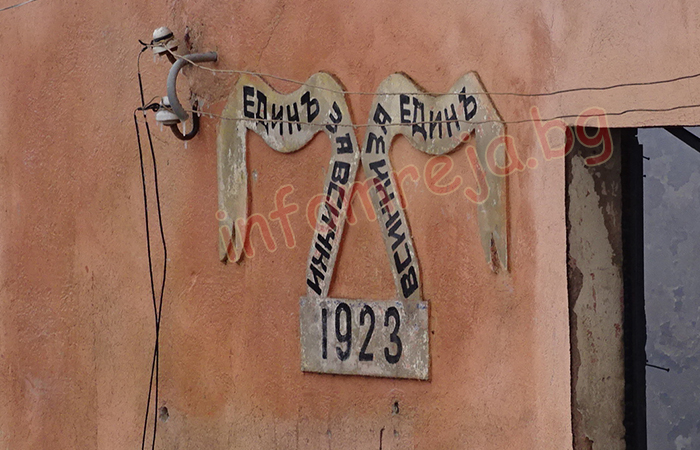 ЕДИНЪ ЗА ВСИЧКИ
ВСИЧКИ ЗА ЕДИНЪ
1923
infomreja.bg